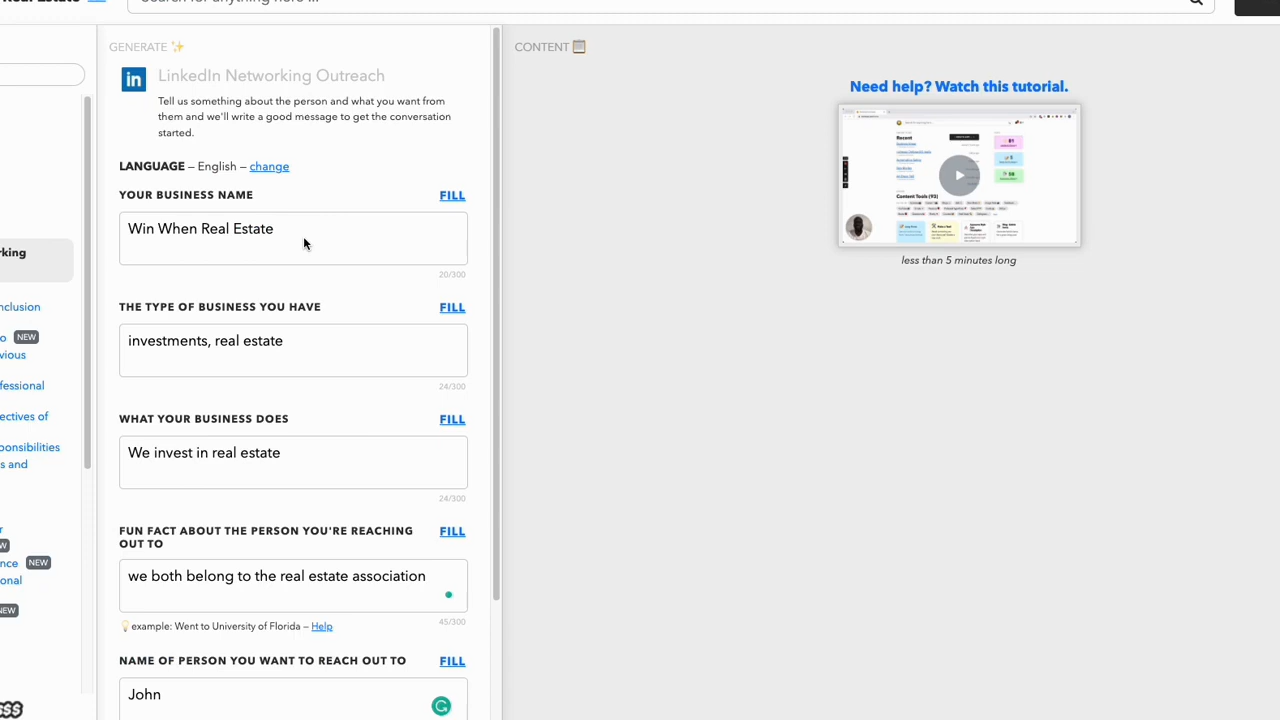 Real Estate
Search for anything here ...
GENERATE
CONTENT
in
LinkedIn Networking Outreach
Tell us something about the person and what you want from
them and we'll write a good message to get the conversation
started.
LANGUAGE – English – change
YOUR BUSINESS NAME
FILL
Win When Real Estate
20/300
THE TYPE OF BUSINESS YOU HAVE
FILL
investments, real estate
24/300
WHAT YOUR BUSINESS DOES
FILL
We invest in real estate
24/300
FUN FACT ABOUT THE PERSON YOU'RE REACHING
OUT TO
FILL
we both belong to the real estate association
45/300
example: Went to University of Florida – Help
NAME OF PERSON YOU WANT TO REACH OUT TO
FILL
John
Need help? Watch this tutorial.
Recent
Content Tools (93)
less than 5 minutes long
rking
nclusion
o NEW
vious
fessional
ectives of
ponsibilities
s and
r
nce NEW
onal
NEW
$$$